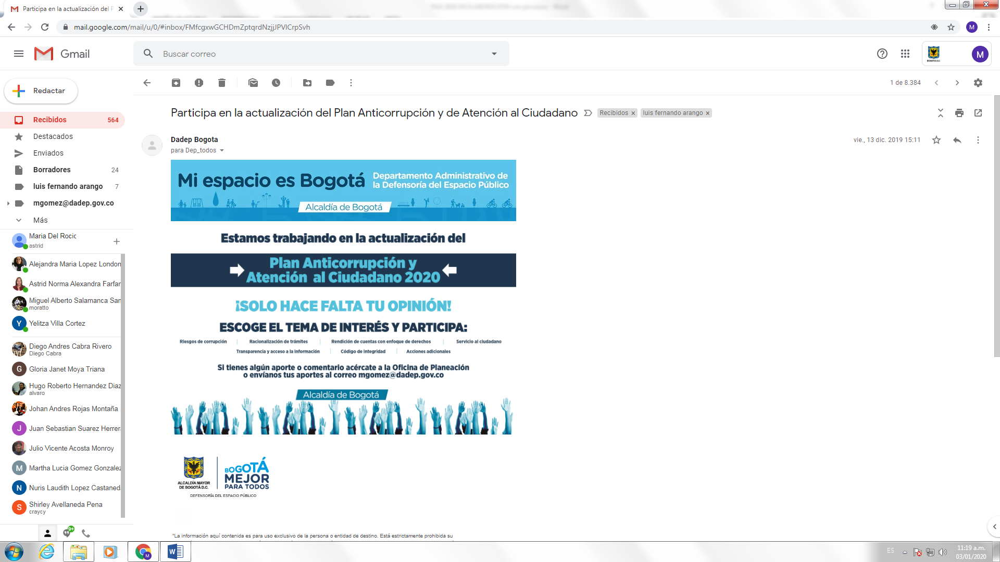 Participa en la actualización del P
mail.google.com/mail/u/0/#inbox/FMfcgxwGCHDmZptqrdNzjjJPVlCrpSvh
M
Gmail
Buscar correo
BOGOTÁ D.C.
M
Redactar
1 de 8.384
Recibidos 564
Destacados
Enviados
Borradores 24
luis fernando arango 7
mgomez@dadep.gov.co
Más
Maria Del Rocio
astrid
Alejandra Maria Lopez London
Astrid Norma Alexandra Farfan
Miguel Alberto Salamanca San
moratto
Y Yelitza Villa Cortez
Diego Andres Cabra Rivero
Diego Cabra
G Gloria Janet Moya Triana
Hugo Roberto Hernandez Diaz
alvaro
Johan Andres Rojas Montaña
J Juan Sebastian Suarez Herrer
Julio Vicente Acosta Monroy
M Martha Lucia Gomez Gonzalez
N Nuris Laudith Lopez Castaned
S Shirley Avellaneda Pena
craycy
9+
Participa en la actualización del Plan Anticorrupción y de Atención al Ciudadano Recibidos x luis fernando arango x
Dadep Bogota vie., 13 dic. 2019 15:11
para Dep_todos
Mi espacio es Bogotá
Departamento Administrativo de
la Defensoría del Espacio Público
Alcaldía de Bogotá
Estamos trabajando en la actualización del
Plan Anticorrupción y
Atención al Ciudadano 2020
¡SOLO HACE FALTA TU OPINIÓN!
ESCOGE EL TEMA DE INTERÉS Y PARTICIPA:
Riesgos de corrupción | Racionalización de trámites | Rendición de cuentas con enfoque de derechos | Servicio al ciudadano
Transparencia y acceso a la información | Código de integridad | Acciones adicionales
Si tienes algún aporte o comentario acércate a la Oficina de Planeación
o envíanos tus aportes al correo mgomez@dadep.gov.co
Alcaldía de Bogotá
ALCALDÍA MAYOR
DE BOGOTÁ D.C.
BOGOTÁ
MEJOR
PARA TODOS
DEFENSORÍA DEL ESPACIO PÚBLICO
"La información aquí contenida es para uso exclusivo de la persona o entidad de destino. Está estrictamente prohibida su
ES
11:19 a.m.
03/01/2020